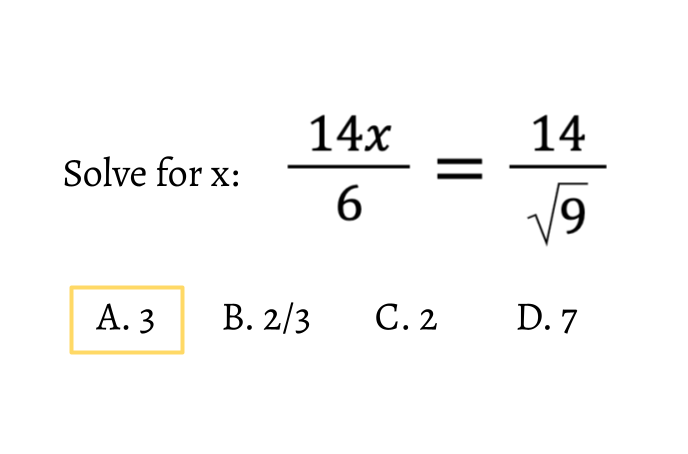 Solve for x: 14x/6 = 14/√9
A. 3 B. 2/3 C. 2 D. 7